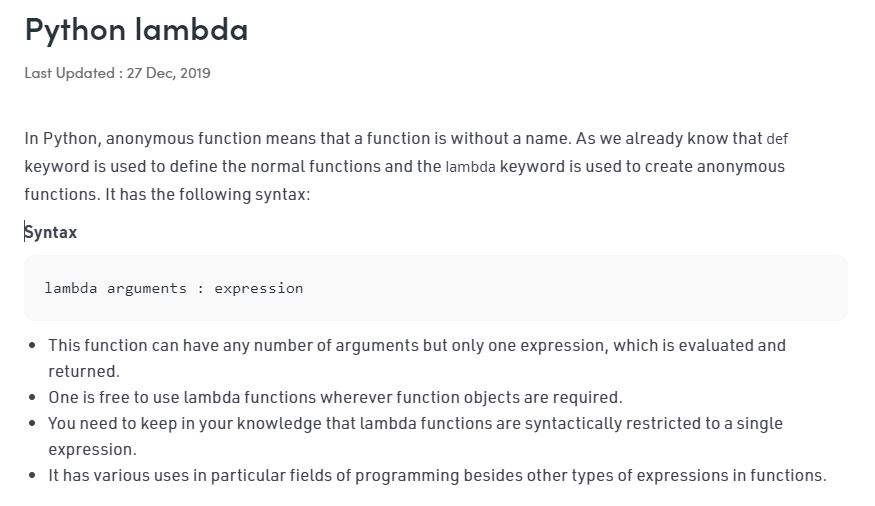 Python lambda
Last Updated : 27 Dec, 2019
In Python, anonymous function means that a function is without a name. As we already know that def
keyword is used to define the normal functions and the lambda keyword is used to create anonymous
functions. It has the following syntax:
Syntax
lambda arguments : expression
• This function can have any number of arguments but only one expression, which is evaluated and
returned.
• One is free to use lambda functions wherever function objects are required.
• You need to keep in your knowledge that lambda functions are syntactically restricted to a single
expression.
• It has various uses in particular fields of programming besides other types of expressions in functions.